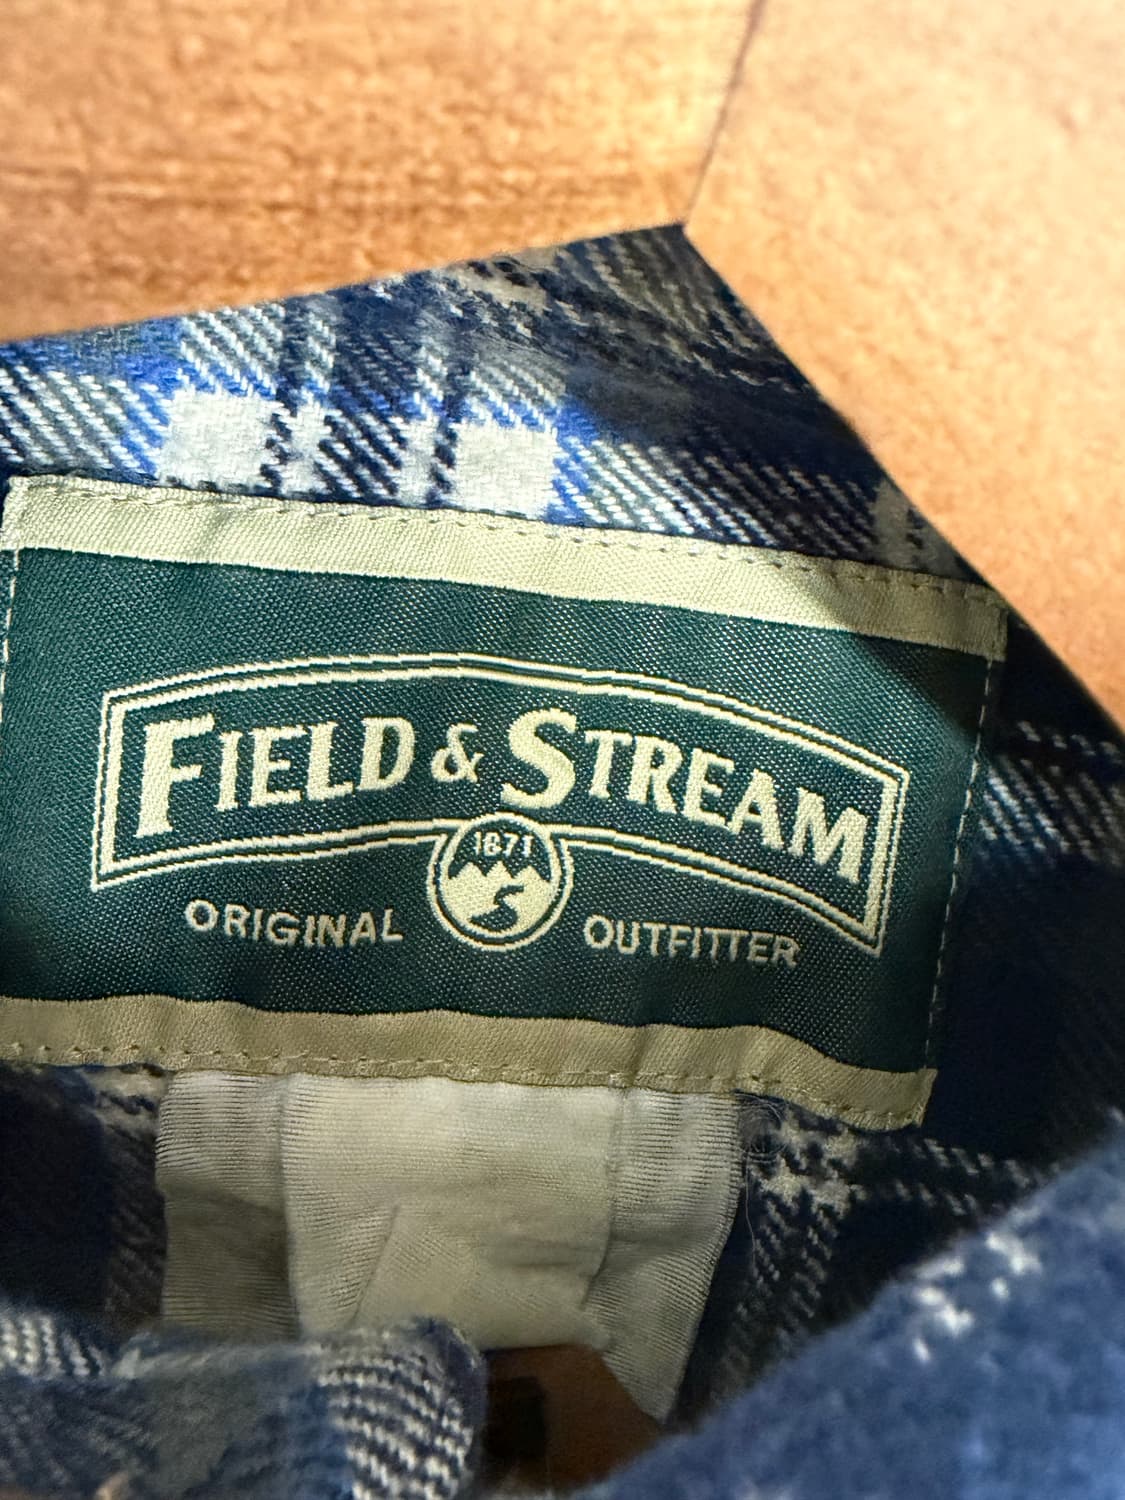 FIELD & STREAM
1871
ORIGINAL OUTFITTER